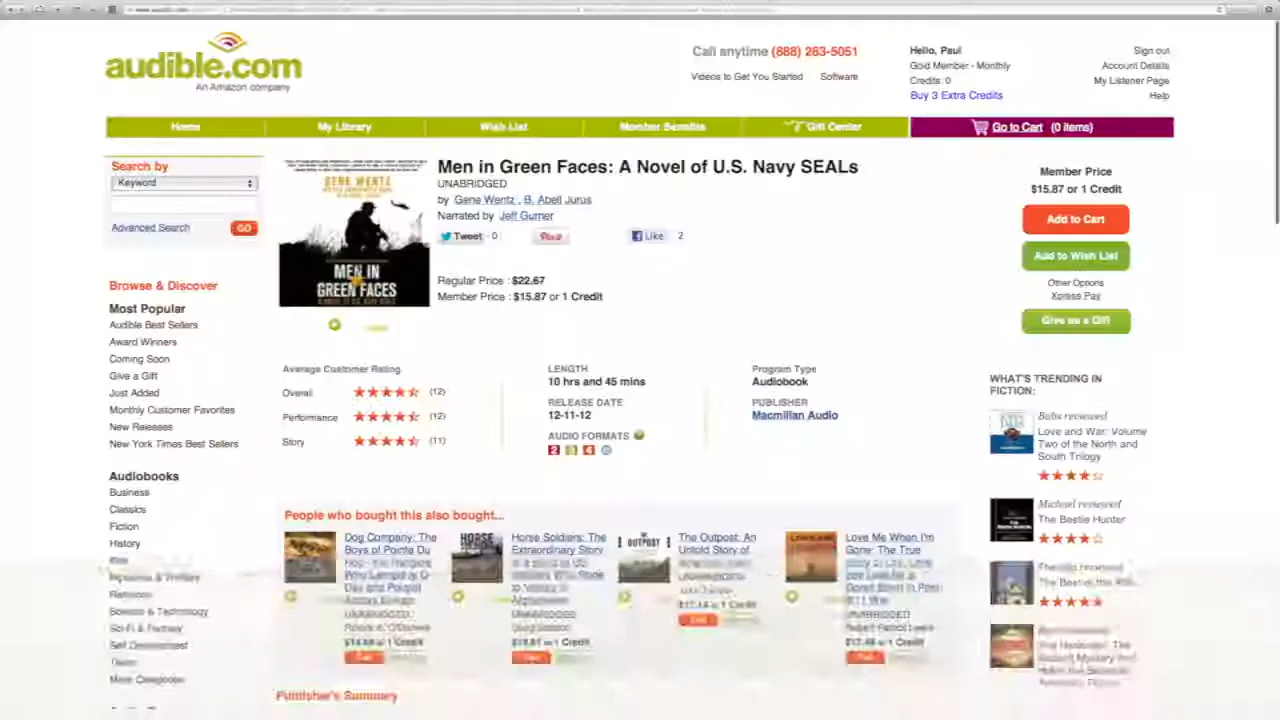 audible.com
An Amazon company
Call anytime (888) 283-5051
Videos to Get You Started Software
Hello, Paul
Gold Member - Monthly
Credits: 0
Buy 3 Extra Credits
Sign out
Account Details
My Listener Page
Help
Home My Library Wish List Member Benefits Gift Center Go to Cart (0 items)
Search by
Keyword
Advanced Search GO
Browse & Discover
Most Popular
Audible Best Sellers
Award Winners
Coming Soon
Give a Gift
Just Added
Monthly Customer Favorites
New Releases
New York Times Best Sellers
Audiobooks
Business
Classics
Fiction
History
Kids
Mysteries & Thrillers
Romance
Science & Technology
Sci-Fi & Fantasy
Self Development
Teens
More Categories
GENE WENTZ
MEN IN
GREEN FACES
Men in Green Faces: A Novel of U.S. Navy SEALs
UNABRIDGED
by Gene Wentz , B. Abell Jurus
Narrated by Jeff Gurner
Tweet 0 Pin it Like 2
Regular Price : $22.67
Member Price : $15.87 or 1 Credit
Average Customer Rating
Overall (12)
Performance (12)
Story (11)
LENGTH
10 hrs and 45 mins
RELEASE DATE
12-11-12
AUDIO FORMATS
2 3 4
Program Type
Audiobook
PUBLISHER
Macmillan Audio
Member Price
$15.87 or 1 Credit
Add to Cart
Add to Wish List
Other Options
Xpress Pay
Give as a Gift
WHAT'S TRENDING IN
FICTION:
Babs reviewed
Love and War: Volume
Two of the North and
South Trilogy
Michael reviewed
The Beetle Hunter
reviewed
People who bought this also bought...
Dog Company: The
Boys of Pointe Du
HORSE
Horse Soldiers: The
Extraordinary Story
OUTPOST
The Outpost: An
Untold Story of
Love Me When I'm
Gone: The True
Publisher's Summary